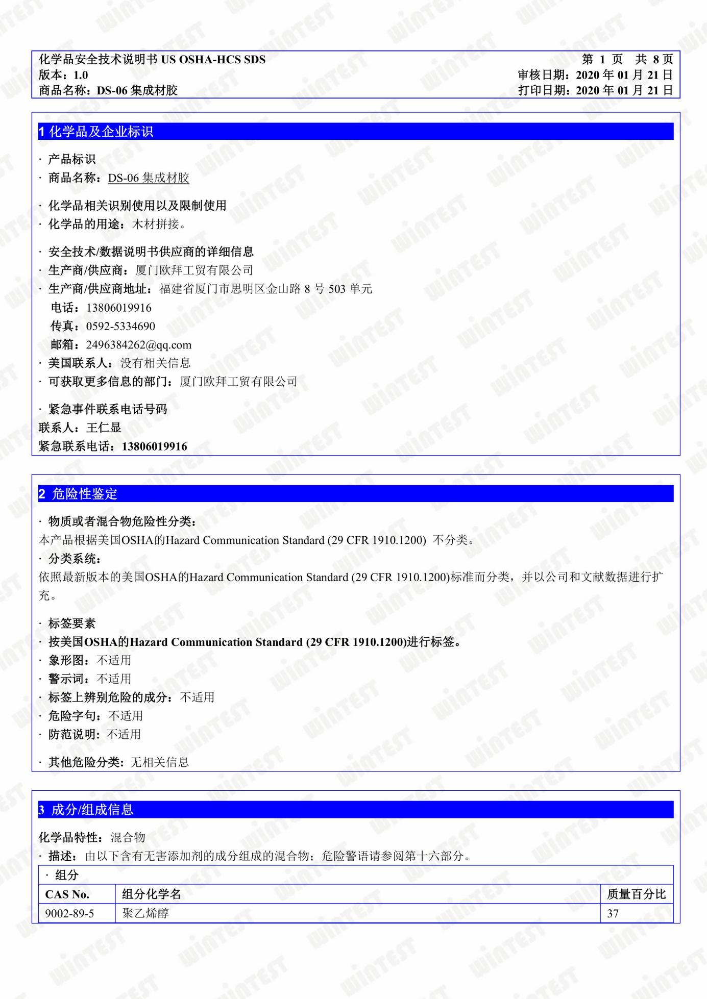 化学品安全技术说明书 US OSHA-HCS SDS
第 1 页 共 8 页
版本：1.0
审核日期：2020 年 01 月 21 日
商品名称：DS-06 集成材胶
打印日期：2020 年 01 月 21 日
1 化学品及企业标识
· 产品标识
· 商品名称：DS-06 集成材胶
· 化学品相关识别使用以及限制使用
· 化学品的用途：木材拼接。
· 安全技术/数据说明书供应商的详细信息
· 生产商/供应商：厦门欧拜工贸有限公司
· 生产商/供应商地址：福建省厦门市思明区金山路 8 号 503 单元
电话：13806019916
传真：0592-5334690
邮箱：2496384262@qq.com
· 美国联系人：没有相关信息
· 可获取更多信息的部门：厦门欧拜工贸有限公司
· 紧急事件联系电话号码
联系人：王仁显
紧急联系电话：13806019916
2 危险性鉴定
· 物质或者混合物危险性分类：
本产品根据美国OSHA的Hazard Communication Standard (29 CFR 1910.1200) 不分类。
· 分类系统：
依照最新版本的美国OSHA的Hazard Communication Standard (29 CFR 1910.1200)标准而分类，并以公司和文献数据进行扩
充。
· 标签要素
· 按美国OSHA的Hazard Communication Standard (29 CFR 1910.1200)进行标签。
· 象形图：不适用
· 警示词：不适用
· 标签上辨别危险的成分：不适用
· 危险字句：不适用
· 防范说明: 不适用
· 其他危险分类: 无相关信息
3 成分/组成信息
化学品特性：混合物
· 描述：由以下含有无害添加剂的成分组成的混合物；危险警语请参阅第十六部分。
· 组分
CAS No. 组分化学名 质量百分比
9002-89-5 聚乙烯醇 37